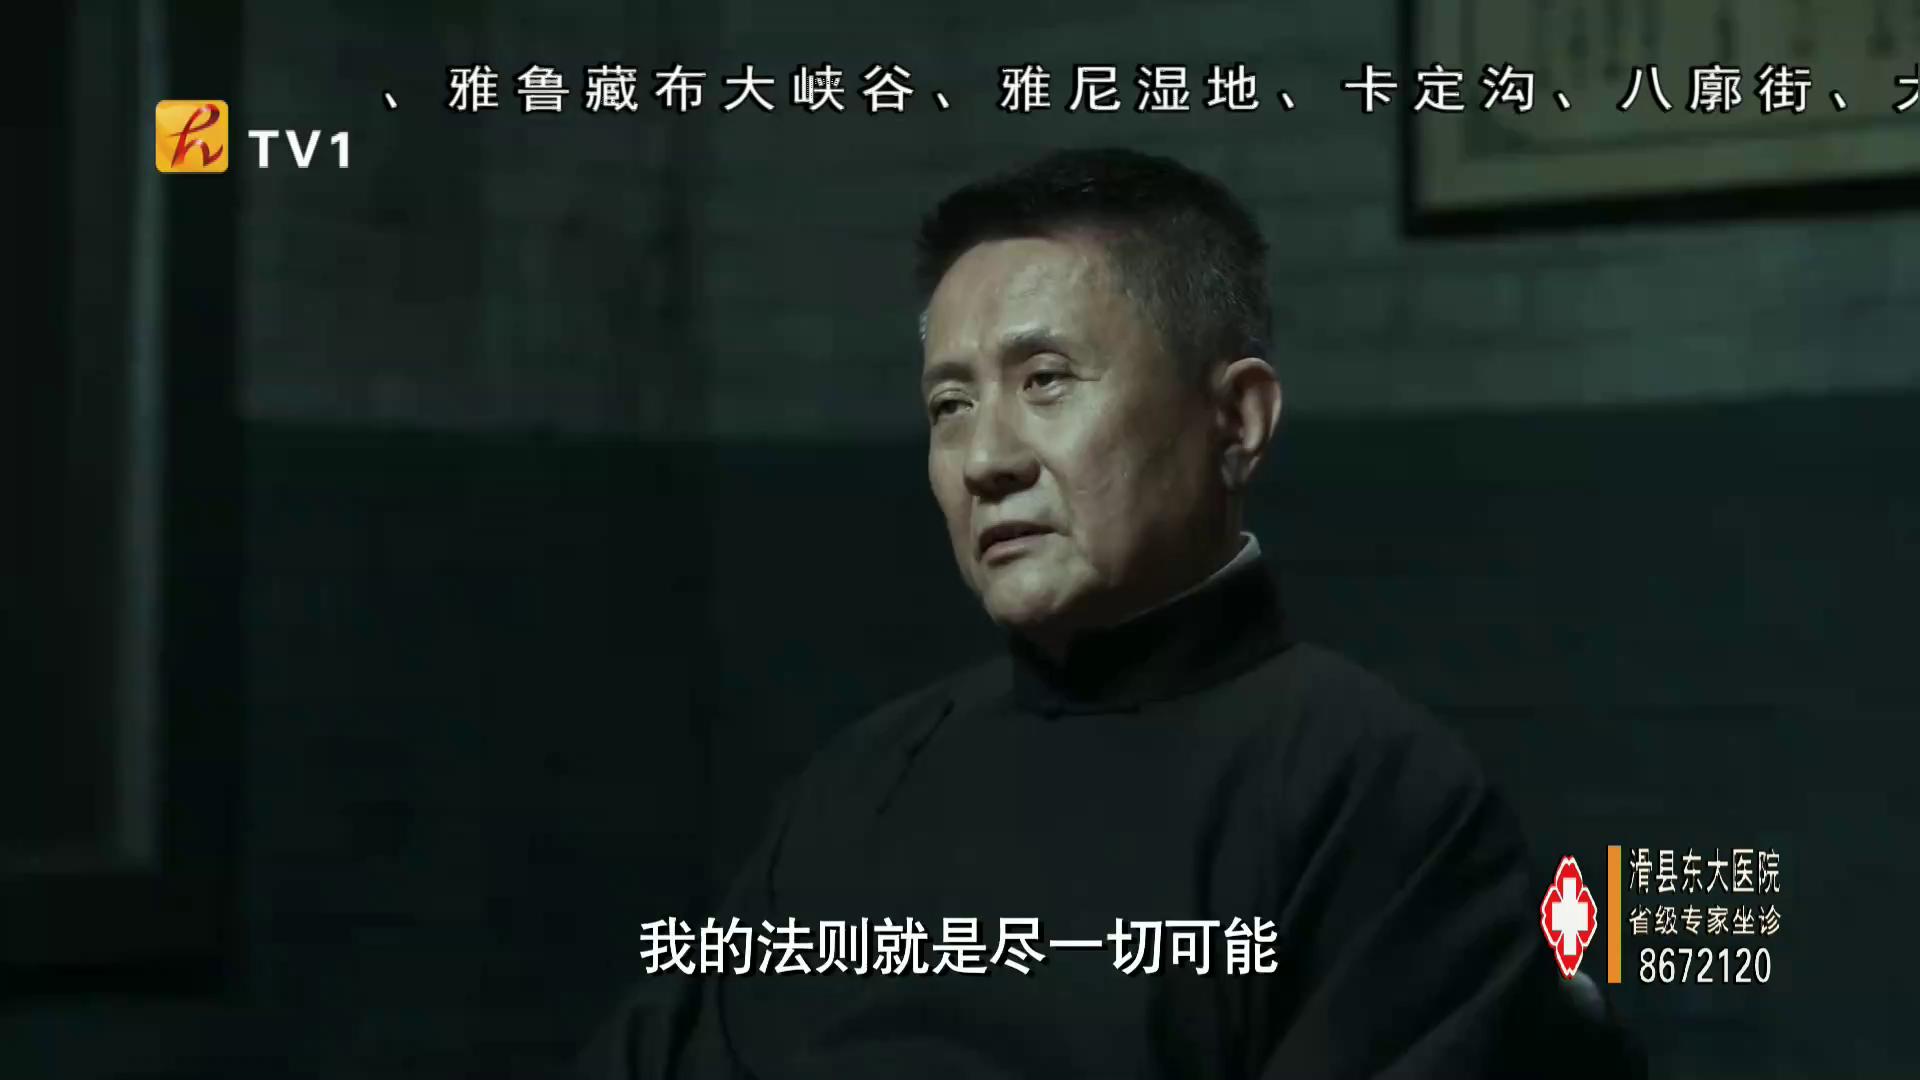 、雅鲁藏布大峡谷、雅尼湿地、卡定沟、八廓街、
TV1
我的法则就是尽一切可能
滑县东大医院
省级专家坐诊
8672120